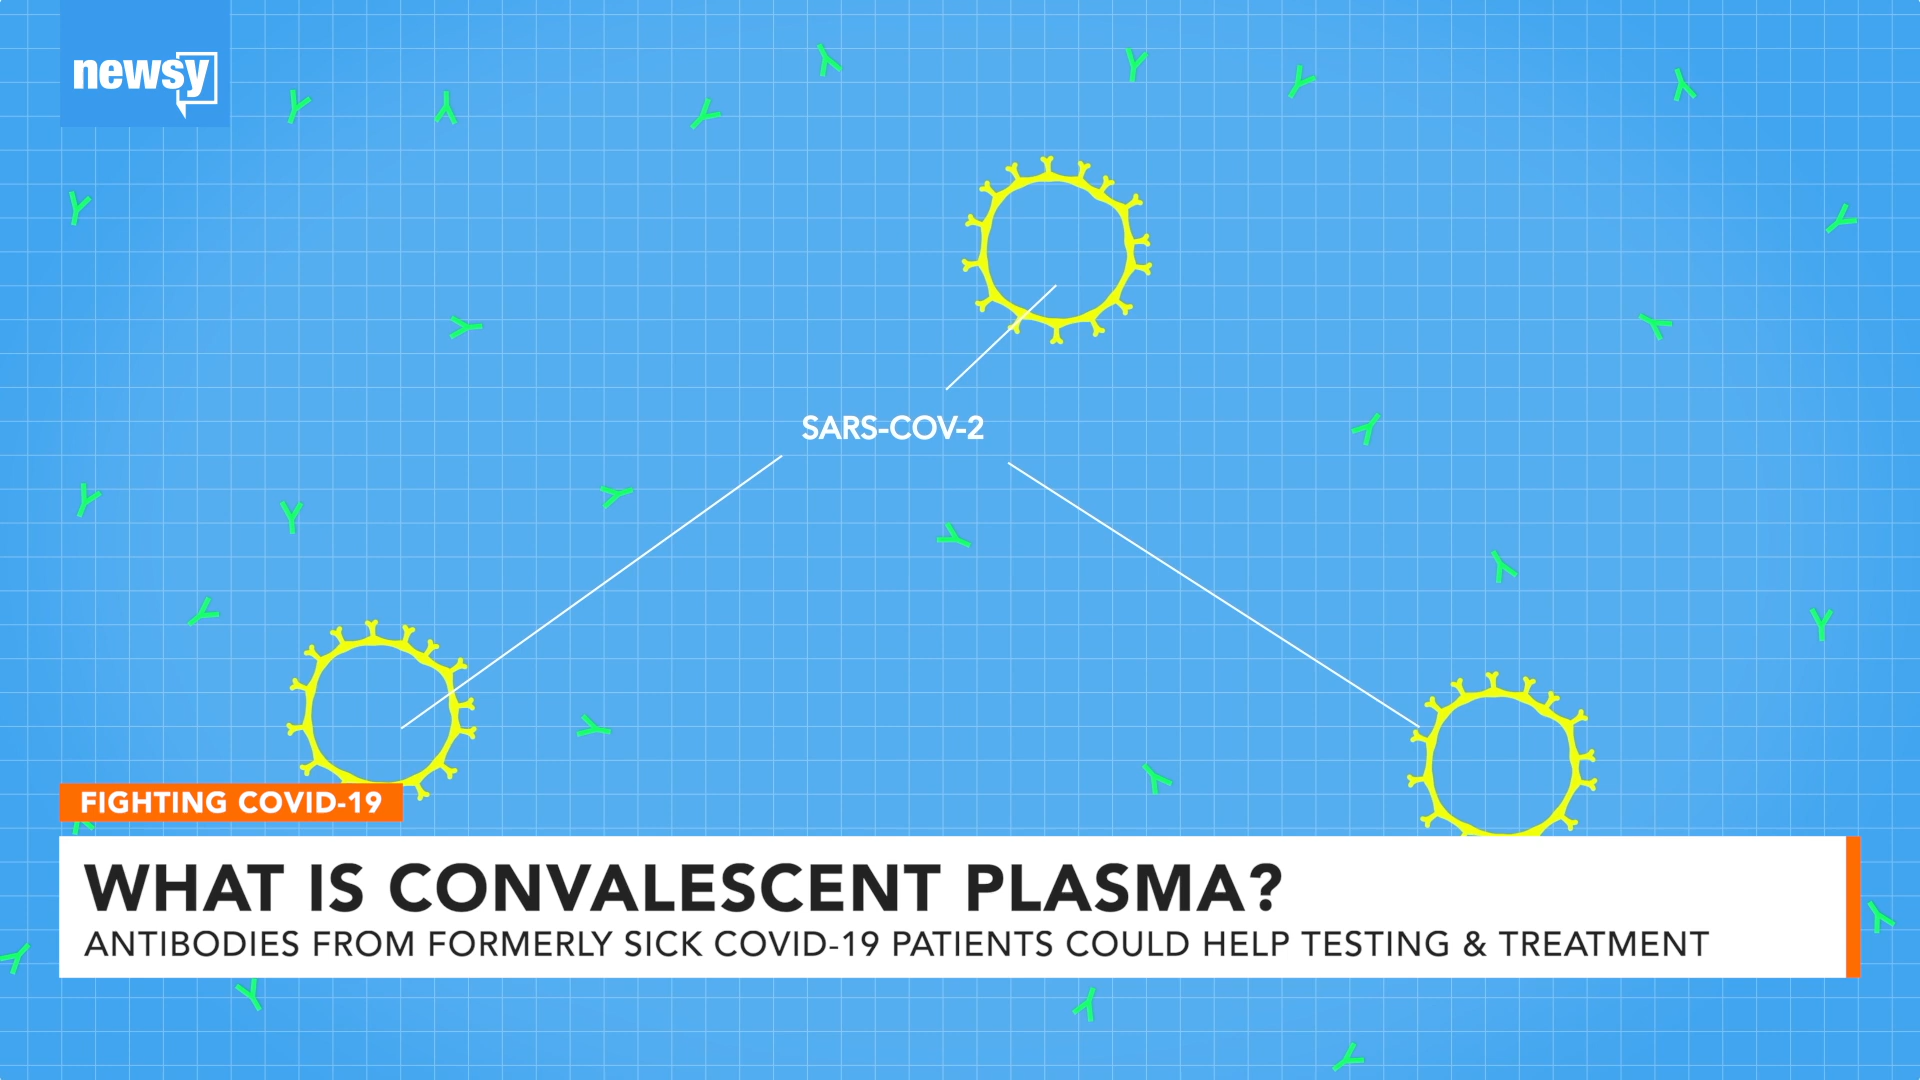 newsy
SARS-COV-2
FIGHTING COVID-19
WHAT IS CONVALESCENT PLASMA?
ANTIBODIES FROM FORMERLY SICK COVID-19 PATIENTS COULD HELP TESTING & TREATMENT